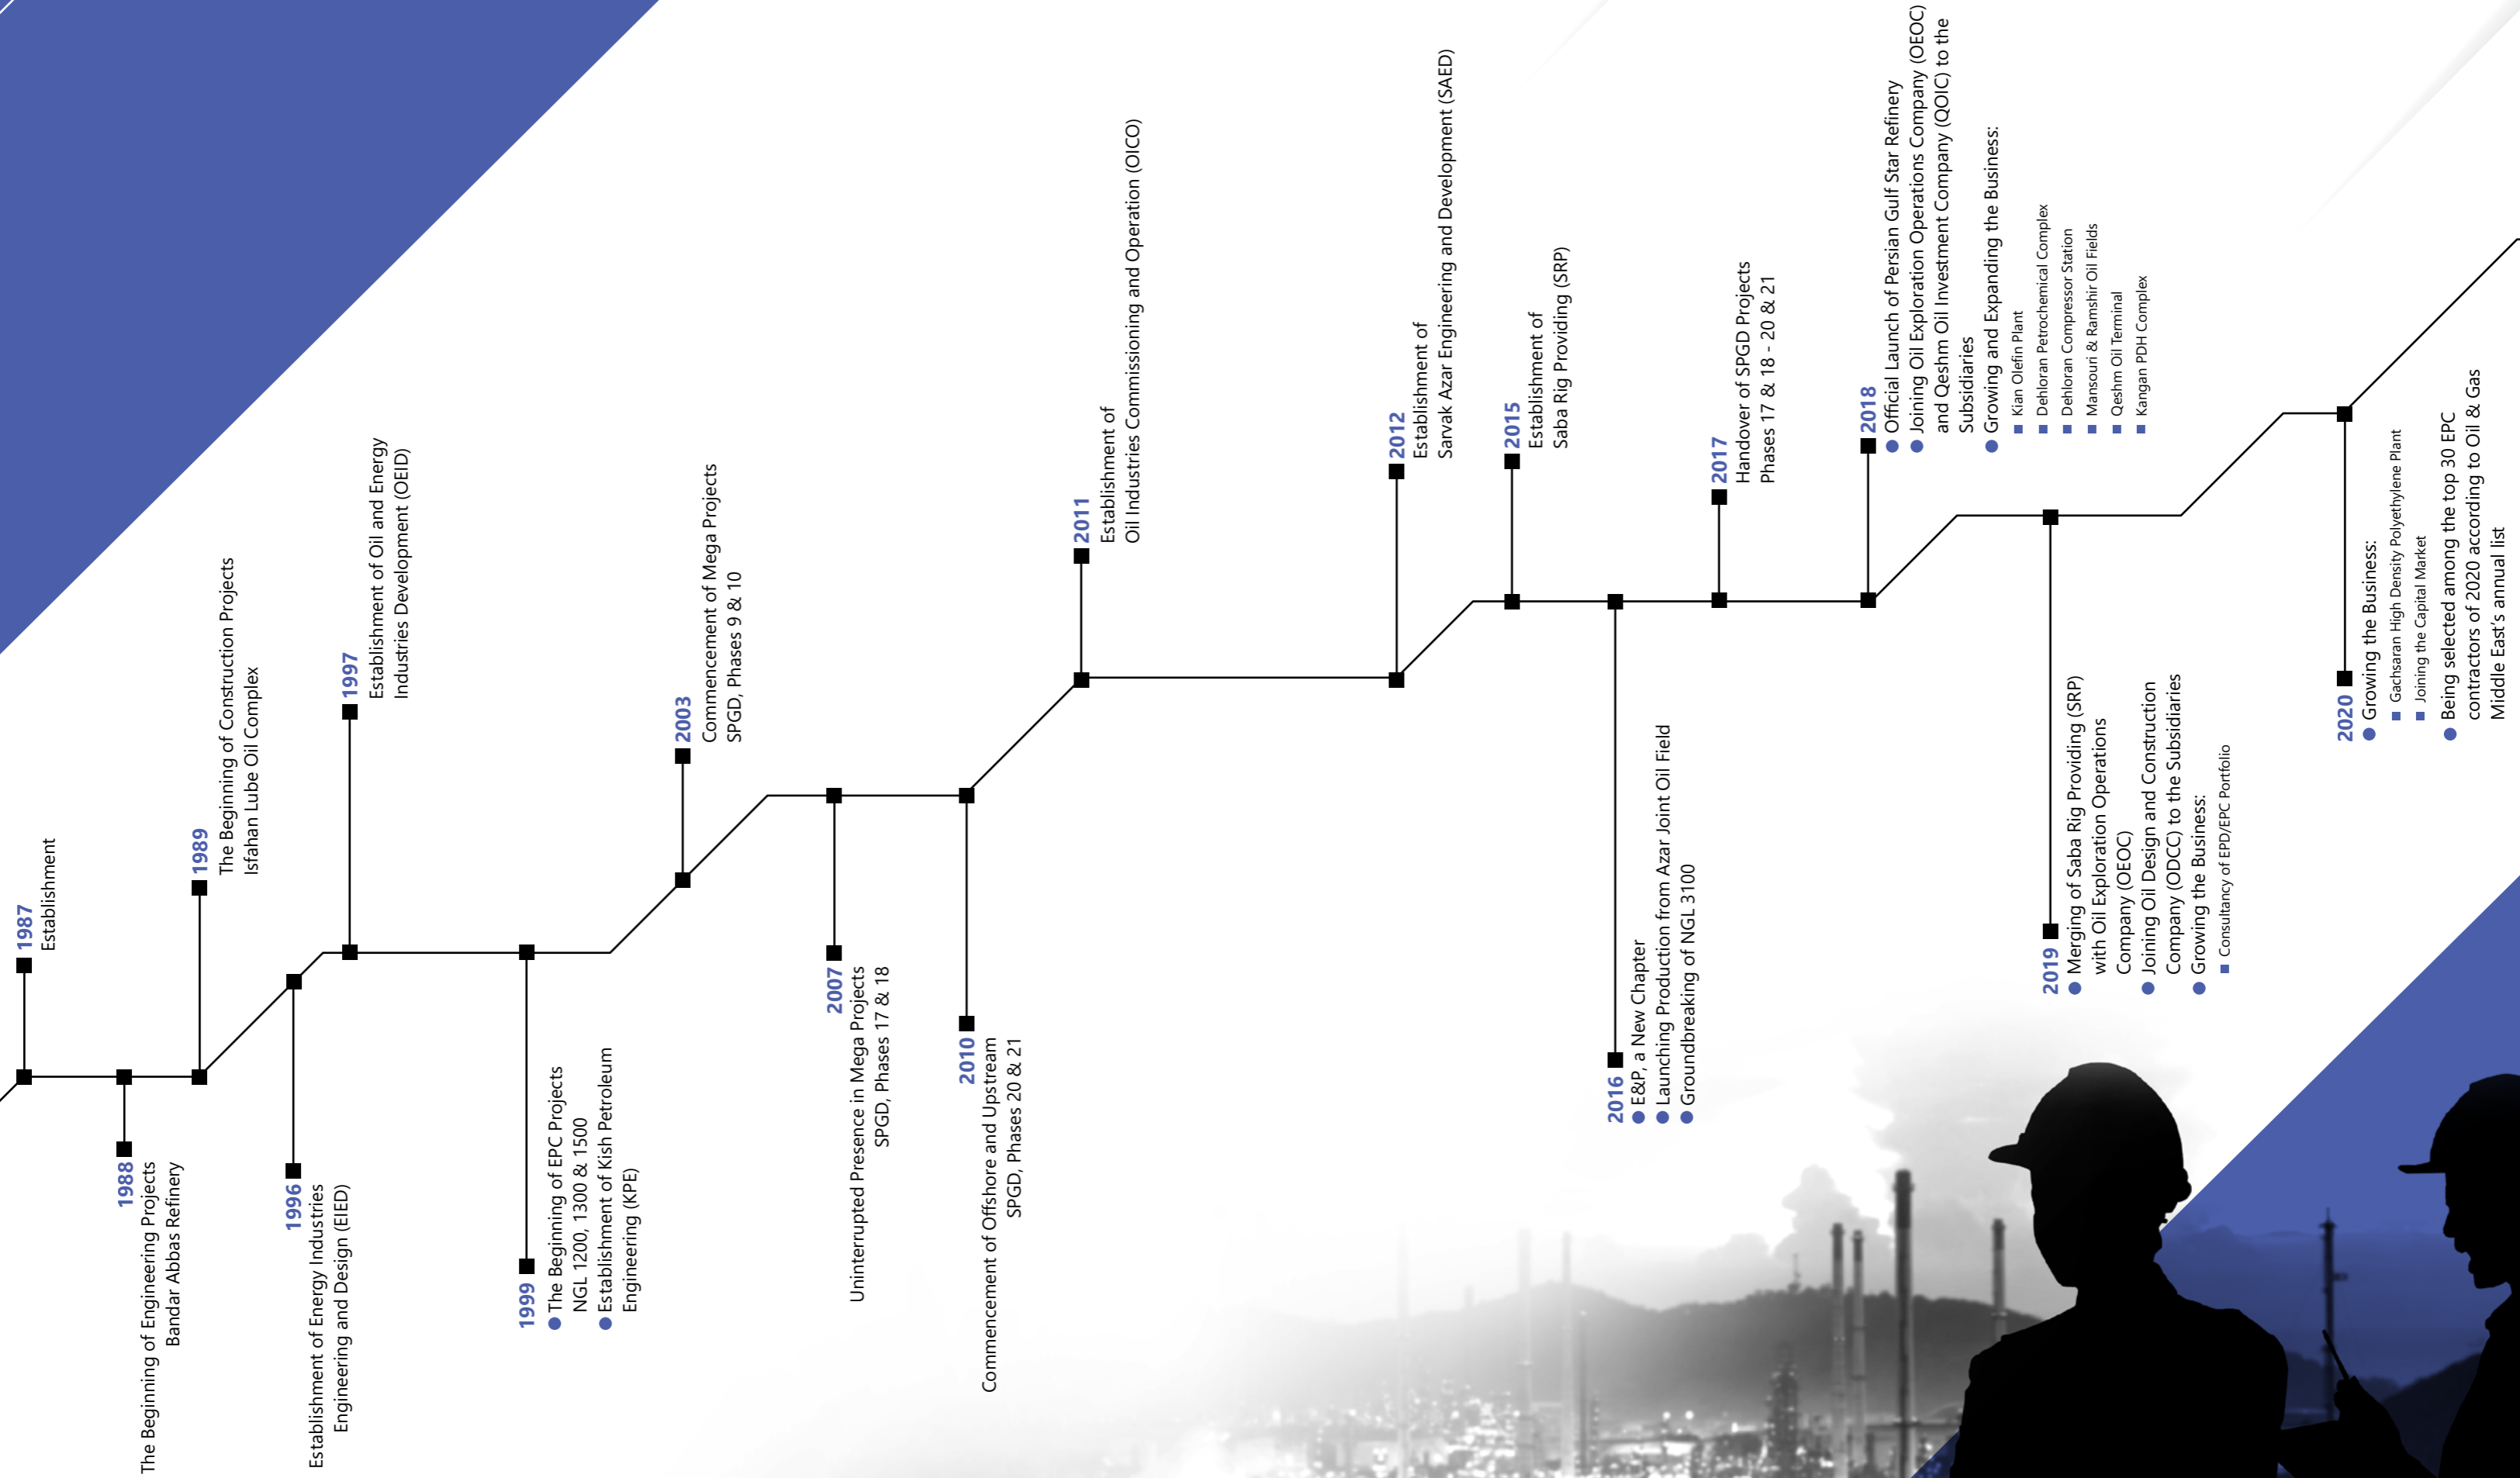 1987
Establishment
1988
The Beginning of Engineering Projects
Bandar Abbas Refinery
1989
The Beginning of Construction Projects
Isfahan Lube Oil Complex
1996
Establishment of Energy Industries
Engineering and Design (EIED)
1997
Establishment of Oil and Energy
Industries Development (OEID)
1999
The Beginning of EPC Projects
NGL 1200, 1300 & 1500
Establishment of Kish Petroleum
Engineering (KPE)
2003
Commencement of Mega Projects
SPGD, Phases 9 & 10
2007
Uninterrupted Presence in Mega Projects
SPGD, Phases 17 & 18
2010
Commencement of Offshore and Upstream
SPGD, Phases 20 & 21
2011
Establishment of
Oil Industries Commissioning and Operation (OICO)
2012
Establishment of
Sarvak Azar Engineering and Development (SAED)
2015
Establishment of
Saba Rig Providing (SRP)
2016
E&P, a New Chapter
Launching Production from Azar Joint Oil Field
Groundbreaking of NGL 3100
2017
Handover of SPGD Projects
Phases 17 & 18 - 20 & 21
2018
Official Launch of Persian Gulf Star Refinery
Joining Oil Exploration Operations Company (OEOC)
and Qeshm Oil Investment Company (QOIC) to the
Subsidiaries
Growing and Expanding the Business:
Kian Olefin Plant
Dehloran Petrochemical Complex
Dehloran Compressor Station
Mansouri & Ramshir Oil Fields
Qeshm Oil Terminal
Kangan PDH Complex
2019
Merging of Saba Rig Providing (SRP)
with Oil Exploration Operations
Company (OEOC)
Joining Oil Design and Construction
Company (ODCC) to the Subsidiaries
Growing the Business:
Consultancy of EPD/EPC Portfolio
2020
Growing the Business:
Gachsaran High Density Polyethylene Plant
Joining the Capital Market
Being selected among the top 30 EPC
contractors of 2020 according to Oil & Gas
Middle East's annual list